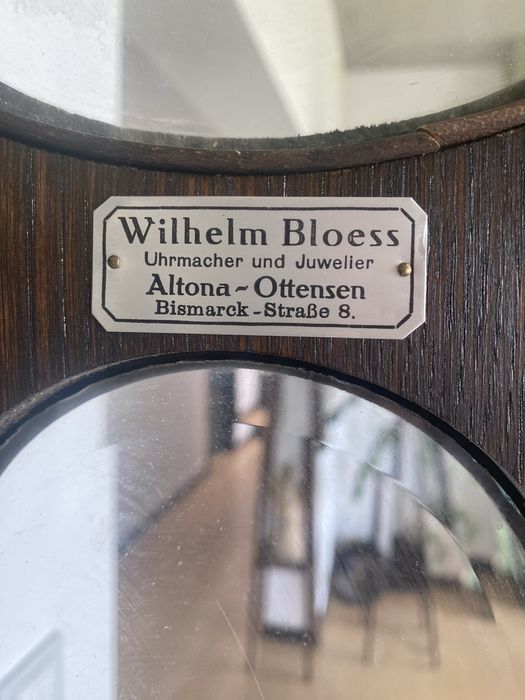 Wilhelm Bloess
Uhrmacher und Juwelier
Altona-Ottensen
Bismarck-Straße 8.